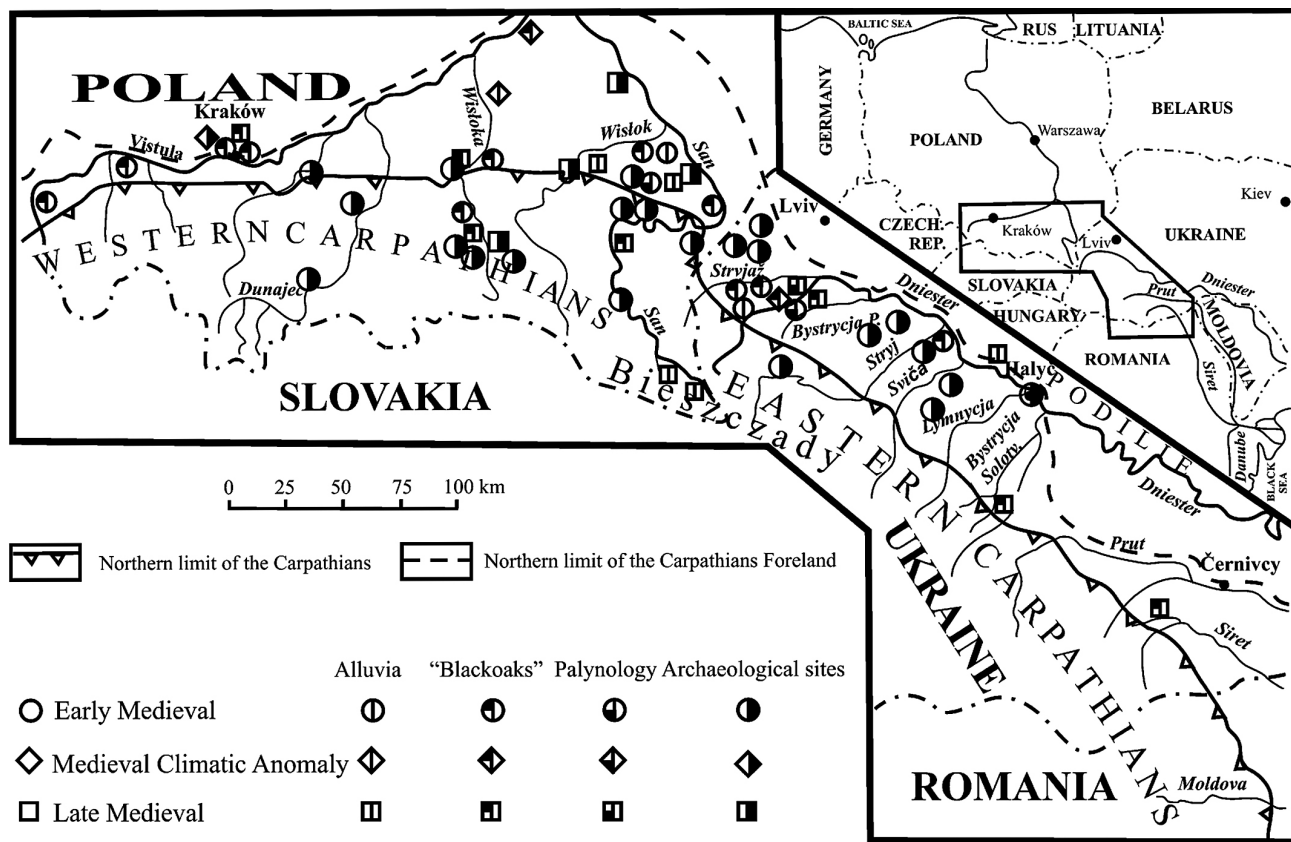 POLAND
Kraków
Vistula
Wisłoka
Wisłok
San
WESTERN CARPATHIANS
Dunajec
San
SLOVAKIA
Bieszczady
Lviv
Stryjaž
Dniester
Bystrycja P.
Stryj
Sviča
Halyč
Lymnycja
Bystrycja
Soloty.
PODILIE
Dniester
EASTERN CARPATHIANS
UKRAINE
Prut
Černivcy
Siret
ROMANIA
Moldova
BALTIC SEA
RUS
LITUANIA
GERMANY
BELARUS
POLAND
Warszawa
Kiev
CZECH.
REP.
Kraków
Lviv
UKRAINE
SLOVAKIA
Prut
Dniester
HUNGARY
MOLDOVIA
ROMANIA
Siret
Danube
BLACK
SEA
0 25 50 75 100 km
Northern limit of the Carpathians
Northern limit of the Carpathians Foreland
Alluvia "Blackoaks" Palynology Archaeological sites
Early Medieval
Medieval Climatic Anomaly
Late Medieval